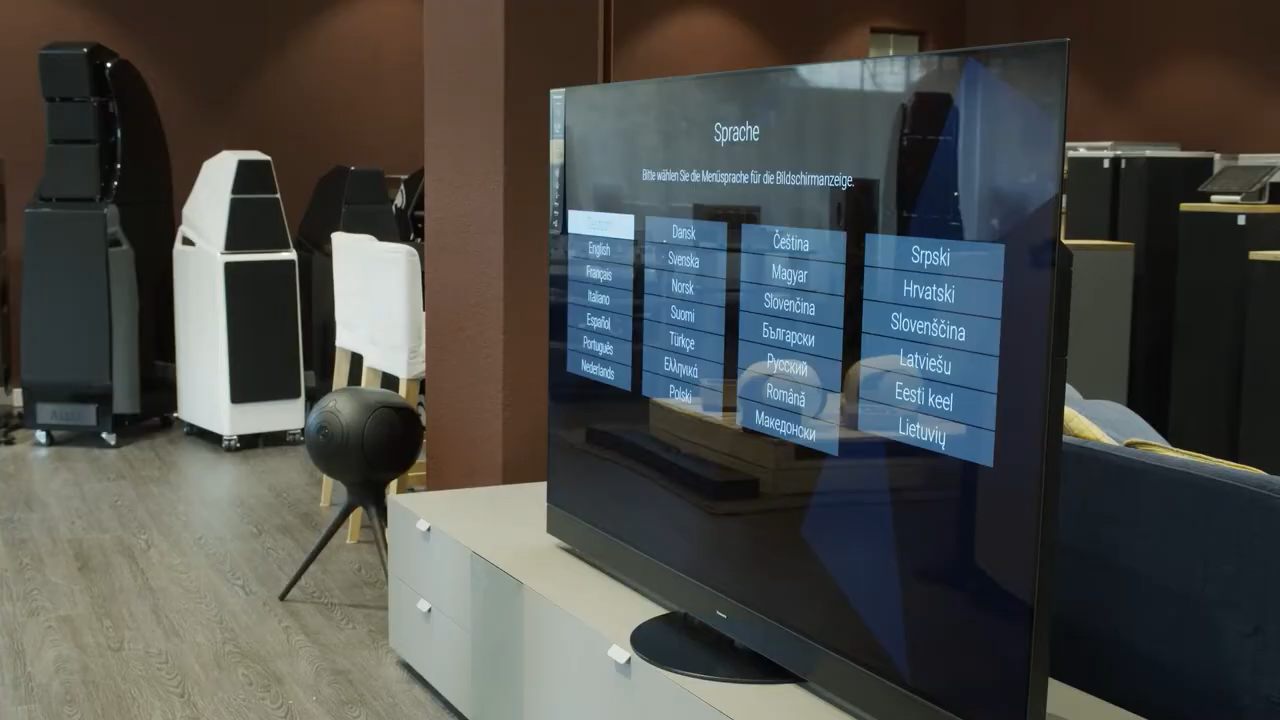 Sprache
Bitte wählen Sie die Menüsprache für die Bildschirmanzeige.
English
Français
Italiano
Español
Português
Nederlands
Dansk
Svenska
Norsk
Suomi
Türkçe
Ελληνικά
Polski
Čeština
Magyar
Slovenčina
Български
Русский
Română
Македонски
Srpski
Hrvatski
Slovenščina
Latviešu
Eesti keel
Lietuvių